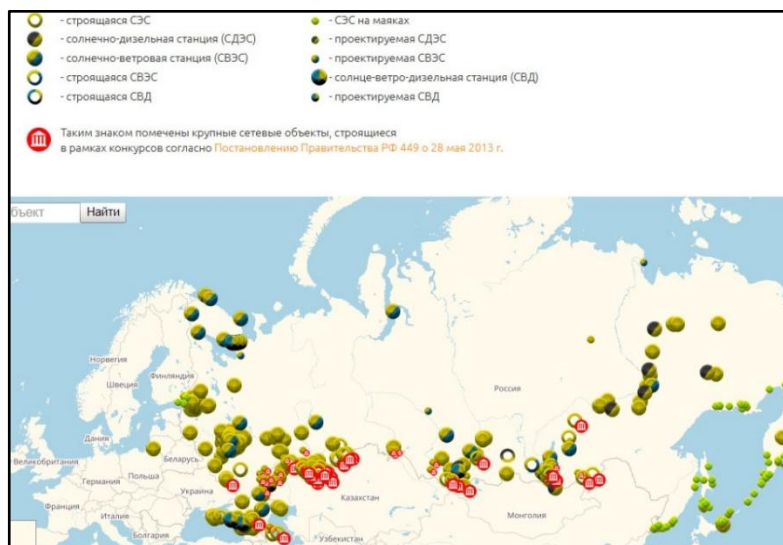 - строящаяся СЭС
- СЭС на маяках
- солнечно-дизельная станция (СДЭС)
- проектируемая СДЭС
- солнечно-ветровая станция (СВЭС)
- проектируемая СВЭС
- строящаяся СВЭС
- солнце-ветро-дизельная станция (СВД)
- строящаяся СВД
- проектируемая СВД
Таким знаком помечены крупные сетевые объекты, строящиеся
в рамках конкурсов согласно Постановлению Правительства РФ 449 о 28 мая 2013 г.
бъект Найти
Норвегия
Финляндия
Швеция
Россия
Дания
Великобритания
Беларусь
Польша
Германия
Украина
Казахстан
Франция
Монголия
Италия
Болгария
Узбекистан